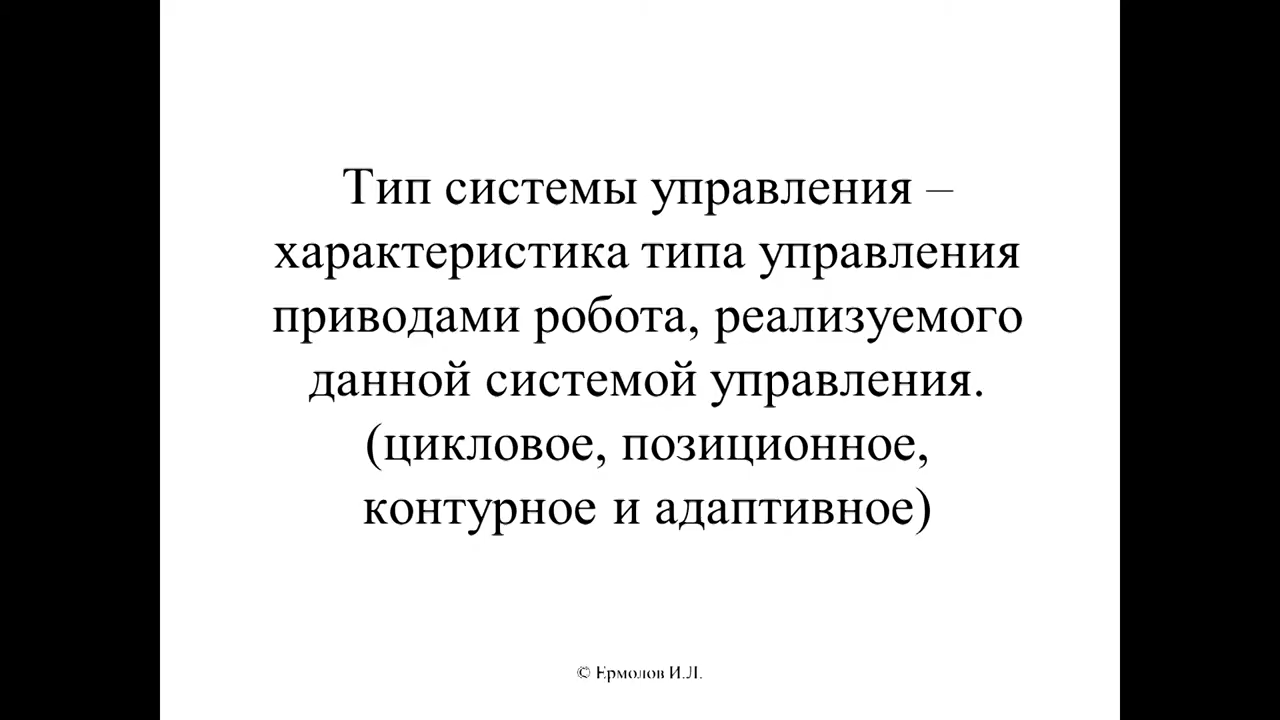 Тип системы управления –
характеристика типа управления
приводами робота, реализуемого
данной системой управления.
(цикловое, позиционное,
контурное и адаптивное)
© Ермолов И.Л.